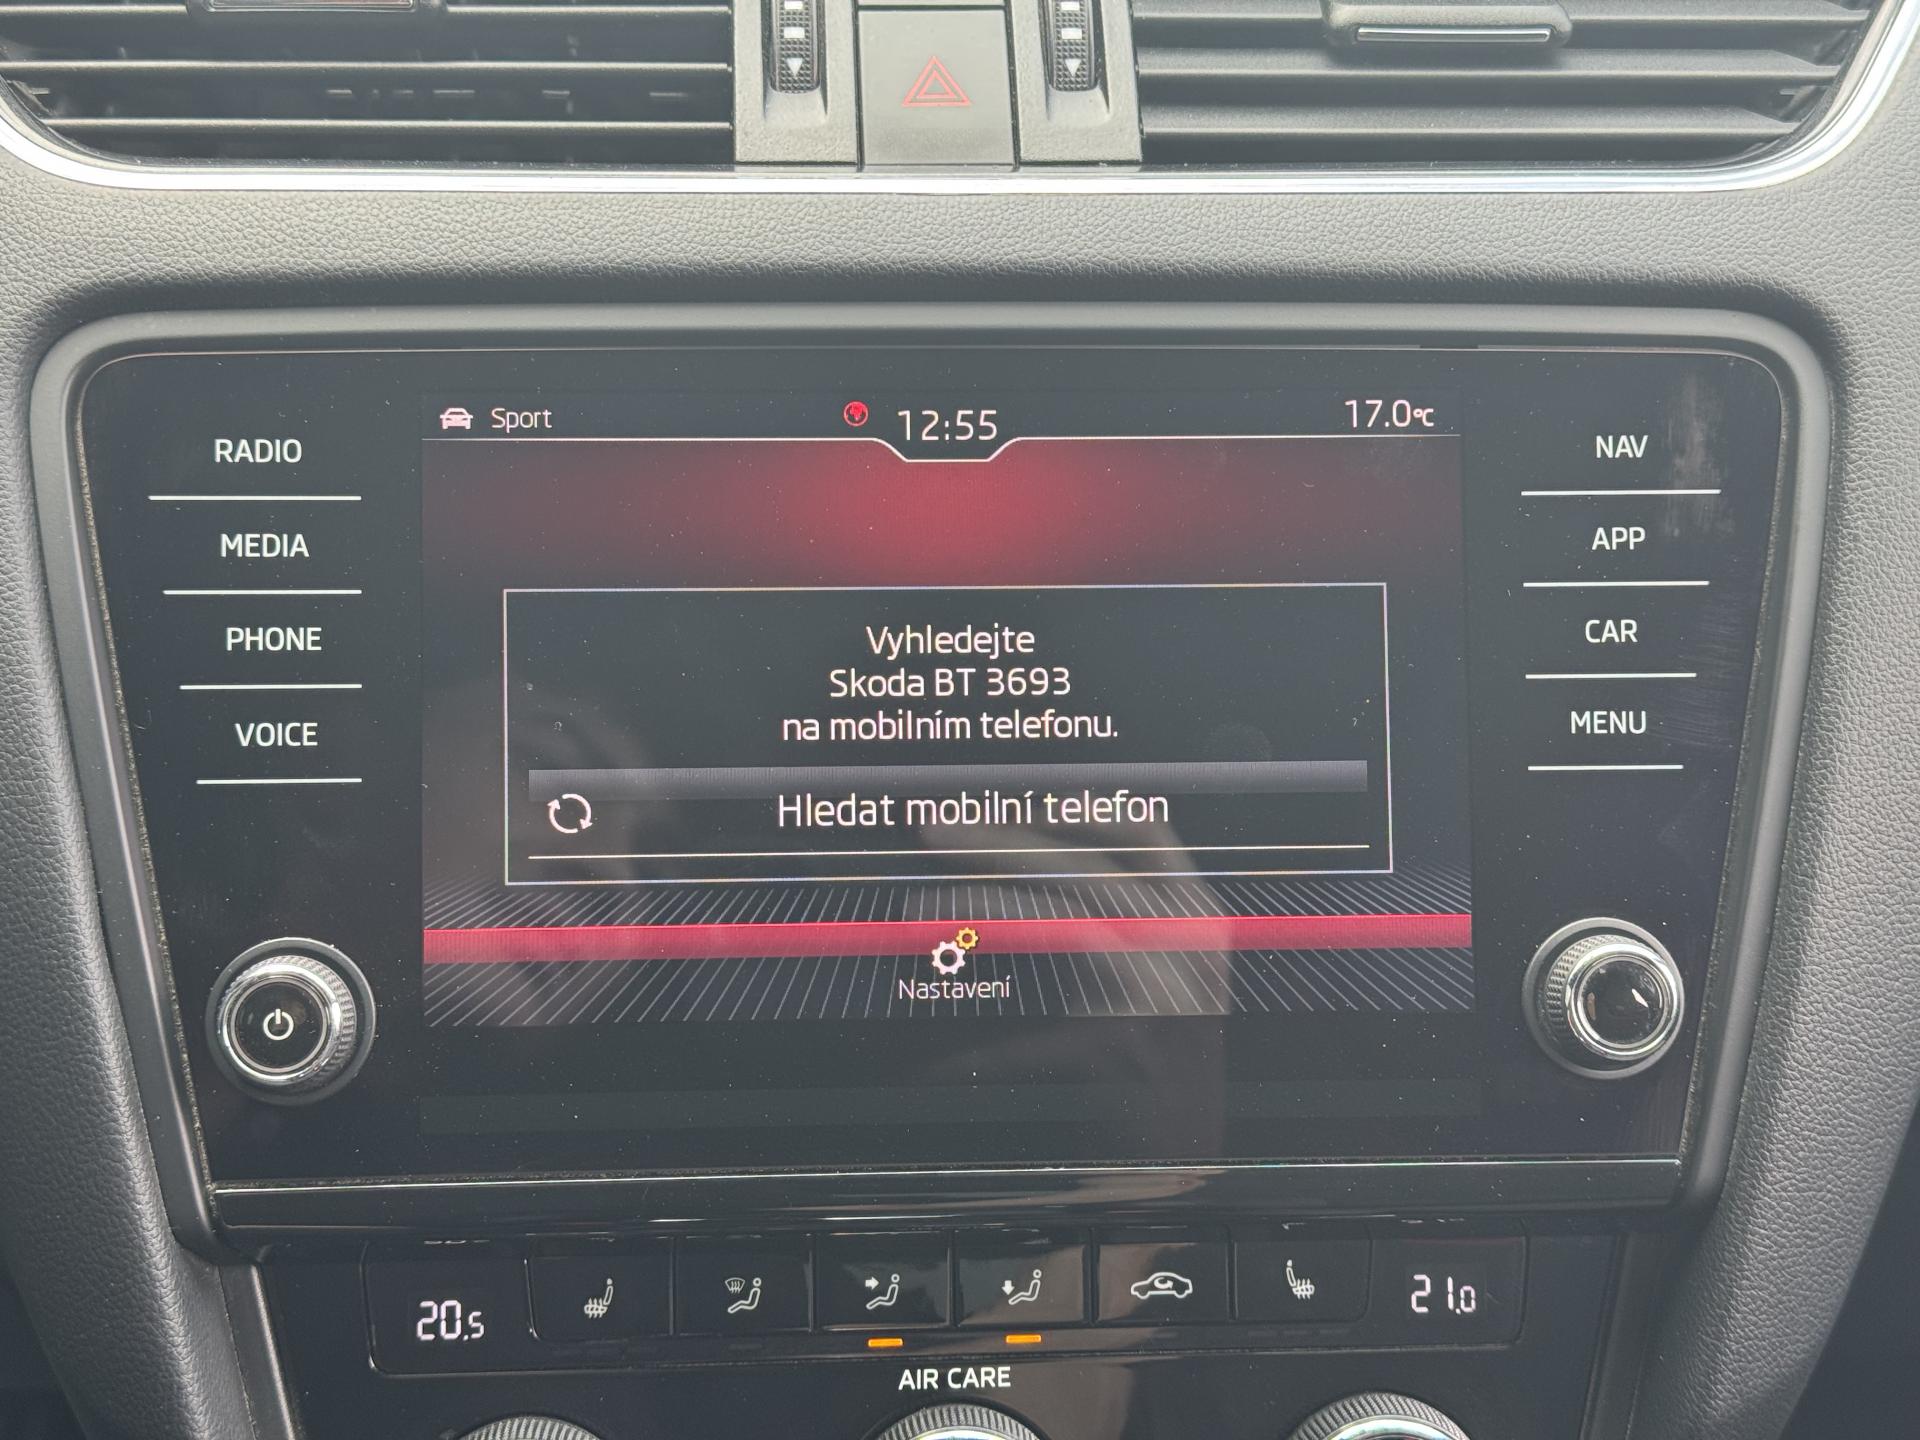 Sport
12:55
17.0°C
RADIO
MEDIA
PHONE
VOICE
NAV
APP
CAR
MENU
Vyhledejte
Skoda BT 3693
na mobilním telefonu.
Hledat mobilní telefon
Nastavení
20.5
21.0
AIR CARE